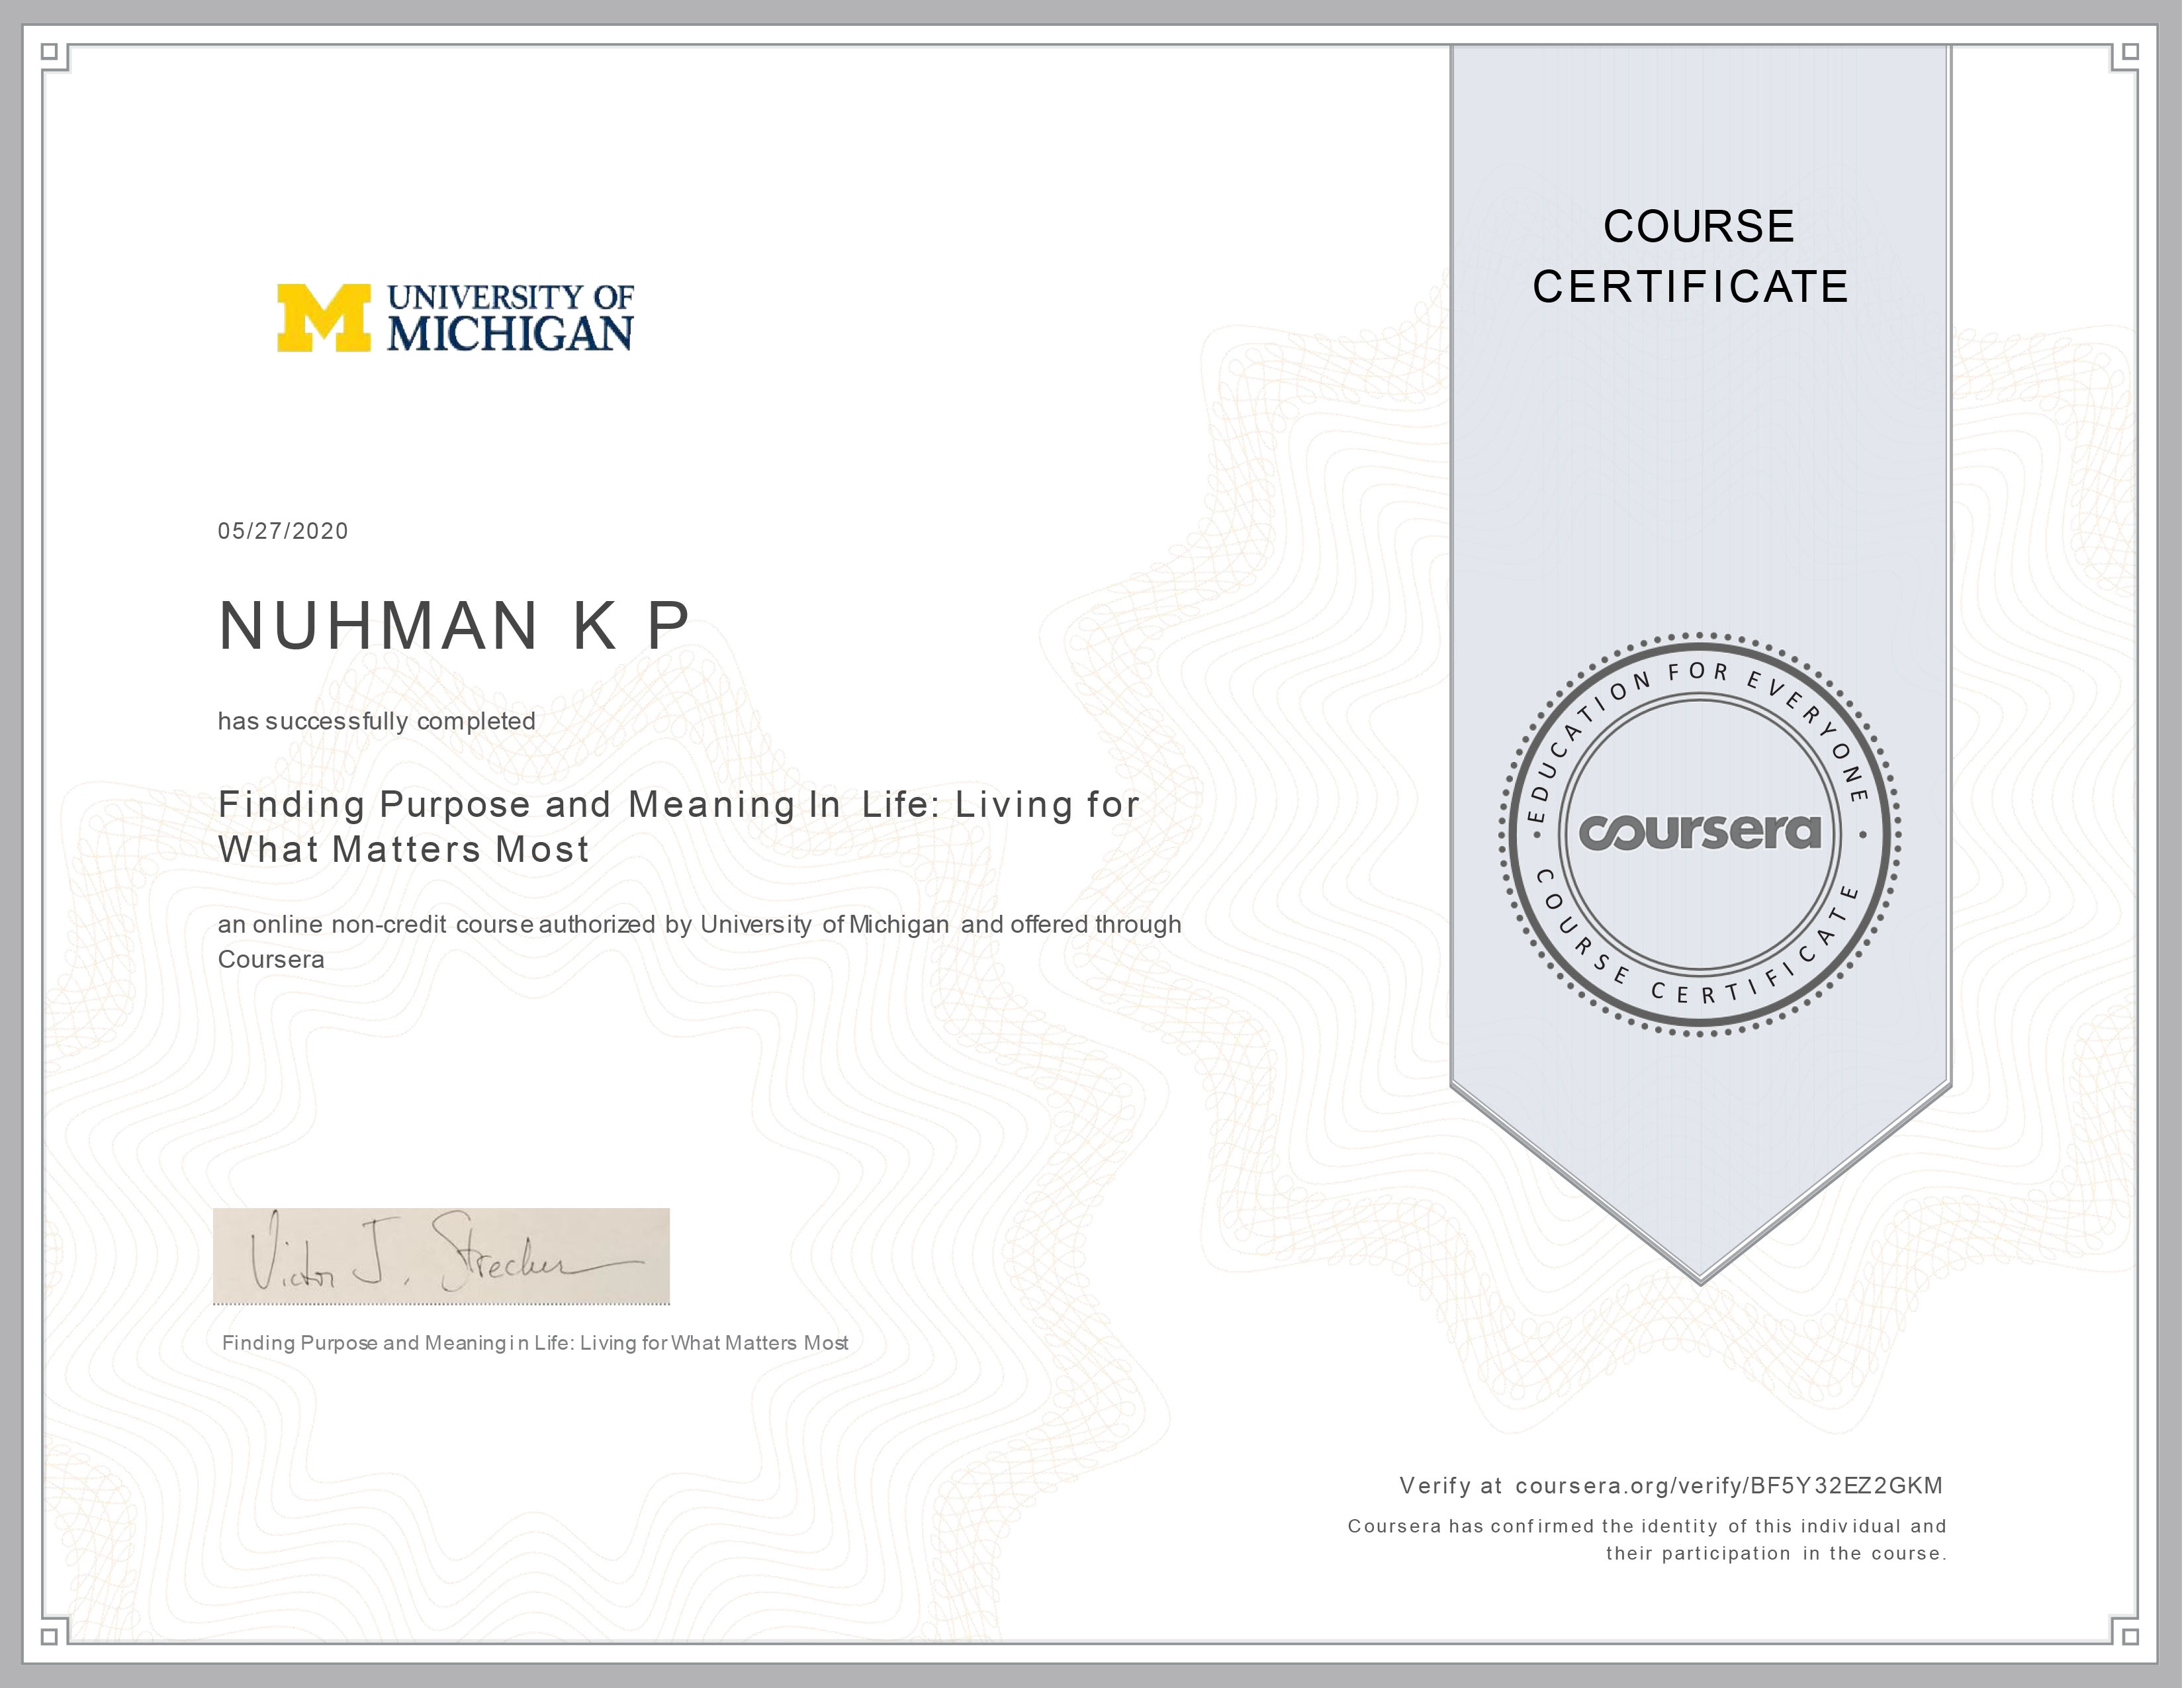 COURSE
CERTIFICATE
UNIVERSITY OF
MICHIGAN
05/27/2020
NUHMAN K P
has successfully completed
Finding Purpose and Meaning In Life: Living for
What Matters Most
an online non-credit course authorized by University of Michigan and offered through
Coursera
EDUCATION FOR EVERYONE
coursera
COURSE CERTIFICATE
Victor J. Strecher
Finding Purpose and Meaning in Life: Living for What Matters Most
Verify at coursera.org/verify/BF5Y32EZ2GKM
Coursera has confirmed the identity of this individual and
their participation in the course.